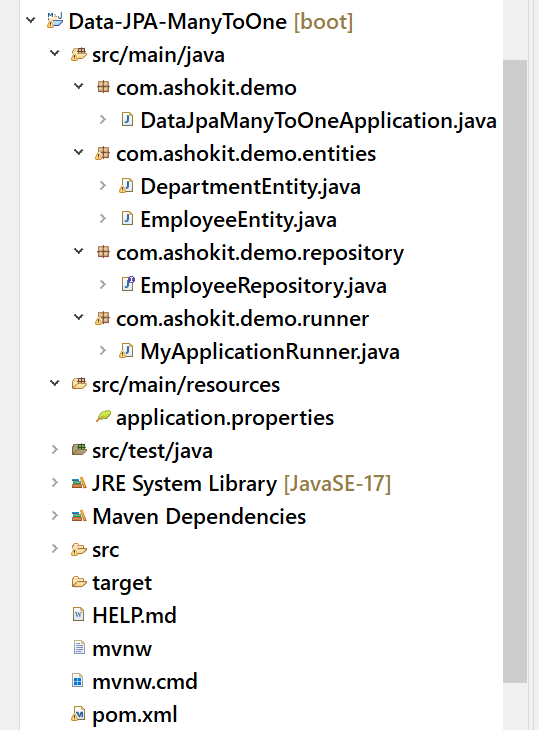 Data-JPA-ManyToOne [boot]
src/main/java
com.ashokit.demo
DataJpaManyToOneApplication.java
com.ashokit.demo.entities
DepartmentEntity.java
EmployeeEntity.java
com.ashokit.demo.repository
EmployeeRepository.java
com.ashokit.demo.runner
MyApplicationRunner.java
src/main/resources
application.properties
src/test/java
JRE System Library [JavaSE-17]
Maven Dependencies
src
target
HELP.md
mvnw
mvnw.cmd
pom.xml